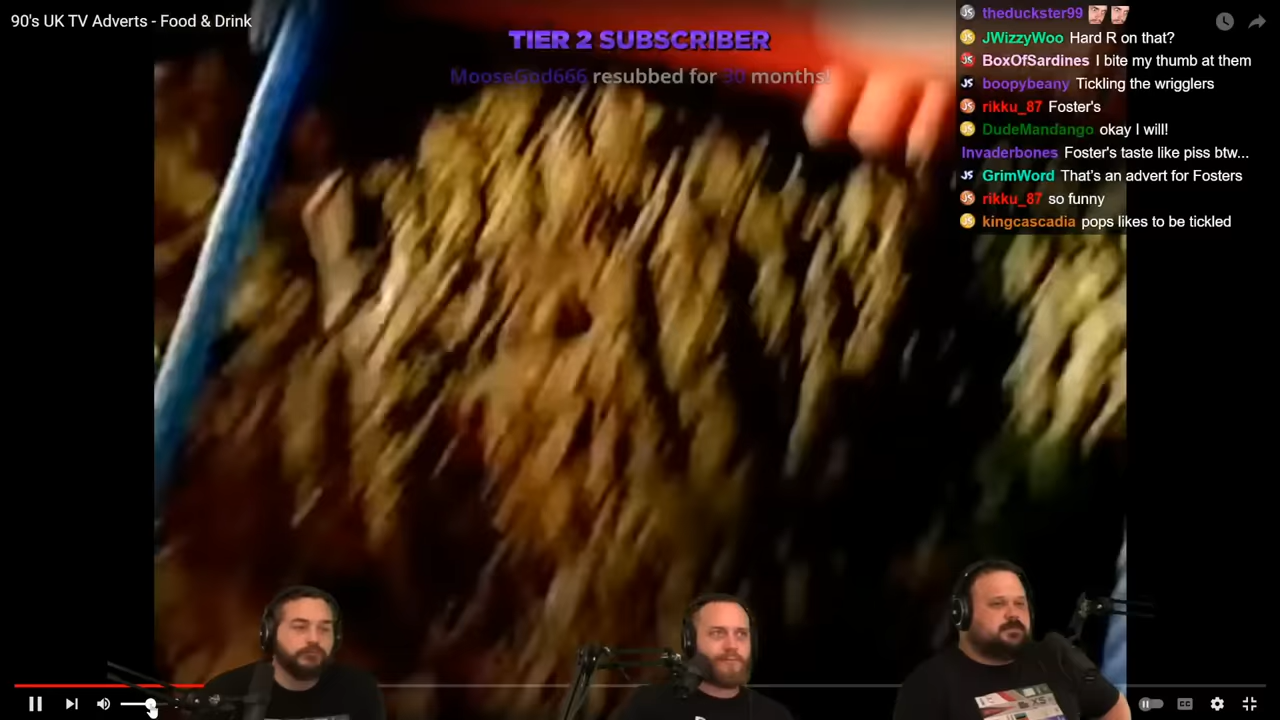 90's UK TV Adverts - Food & Drink
TIER 2 SUBSCRIBER
MooseGod666 resubbed for 30 months!
theduckster99
JWizzyWoo Hard R on that?
BoxOfSardines I bite my thumb at them
boopybeany Tickling the wrigglers
rikku_87 Foster's
DudeMandango okay I will!
Invaderbones Foster's taste like piss btw...
GrimWord That's an advert for Fosters
rikku_87 so funny
kingcascadia pops likes to be tickled